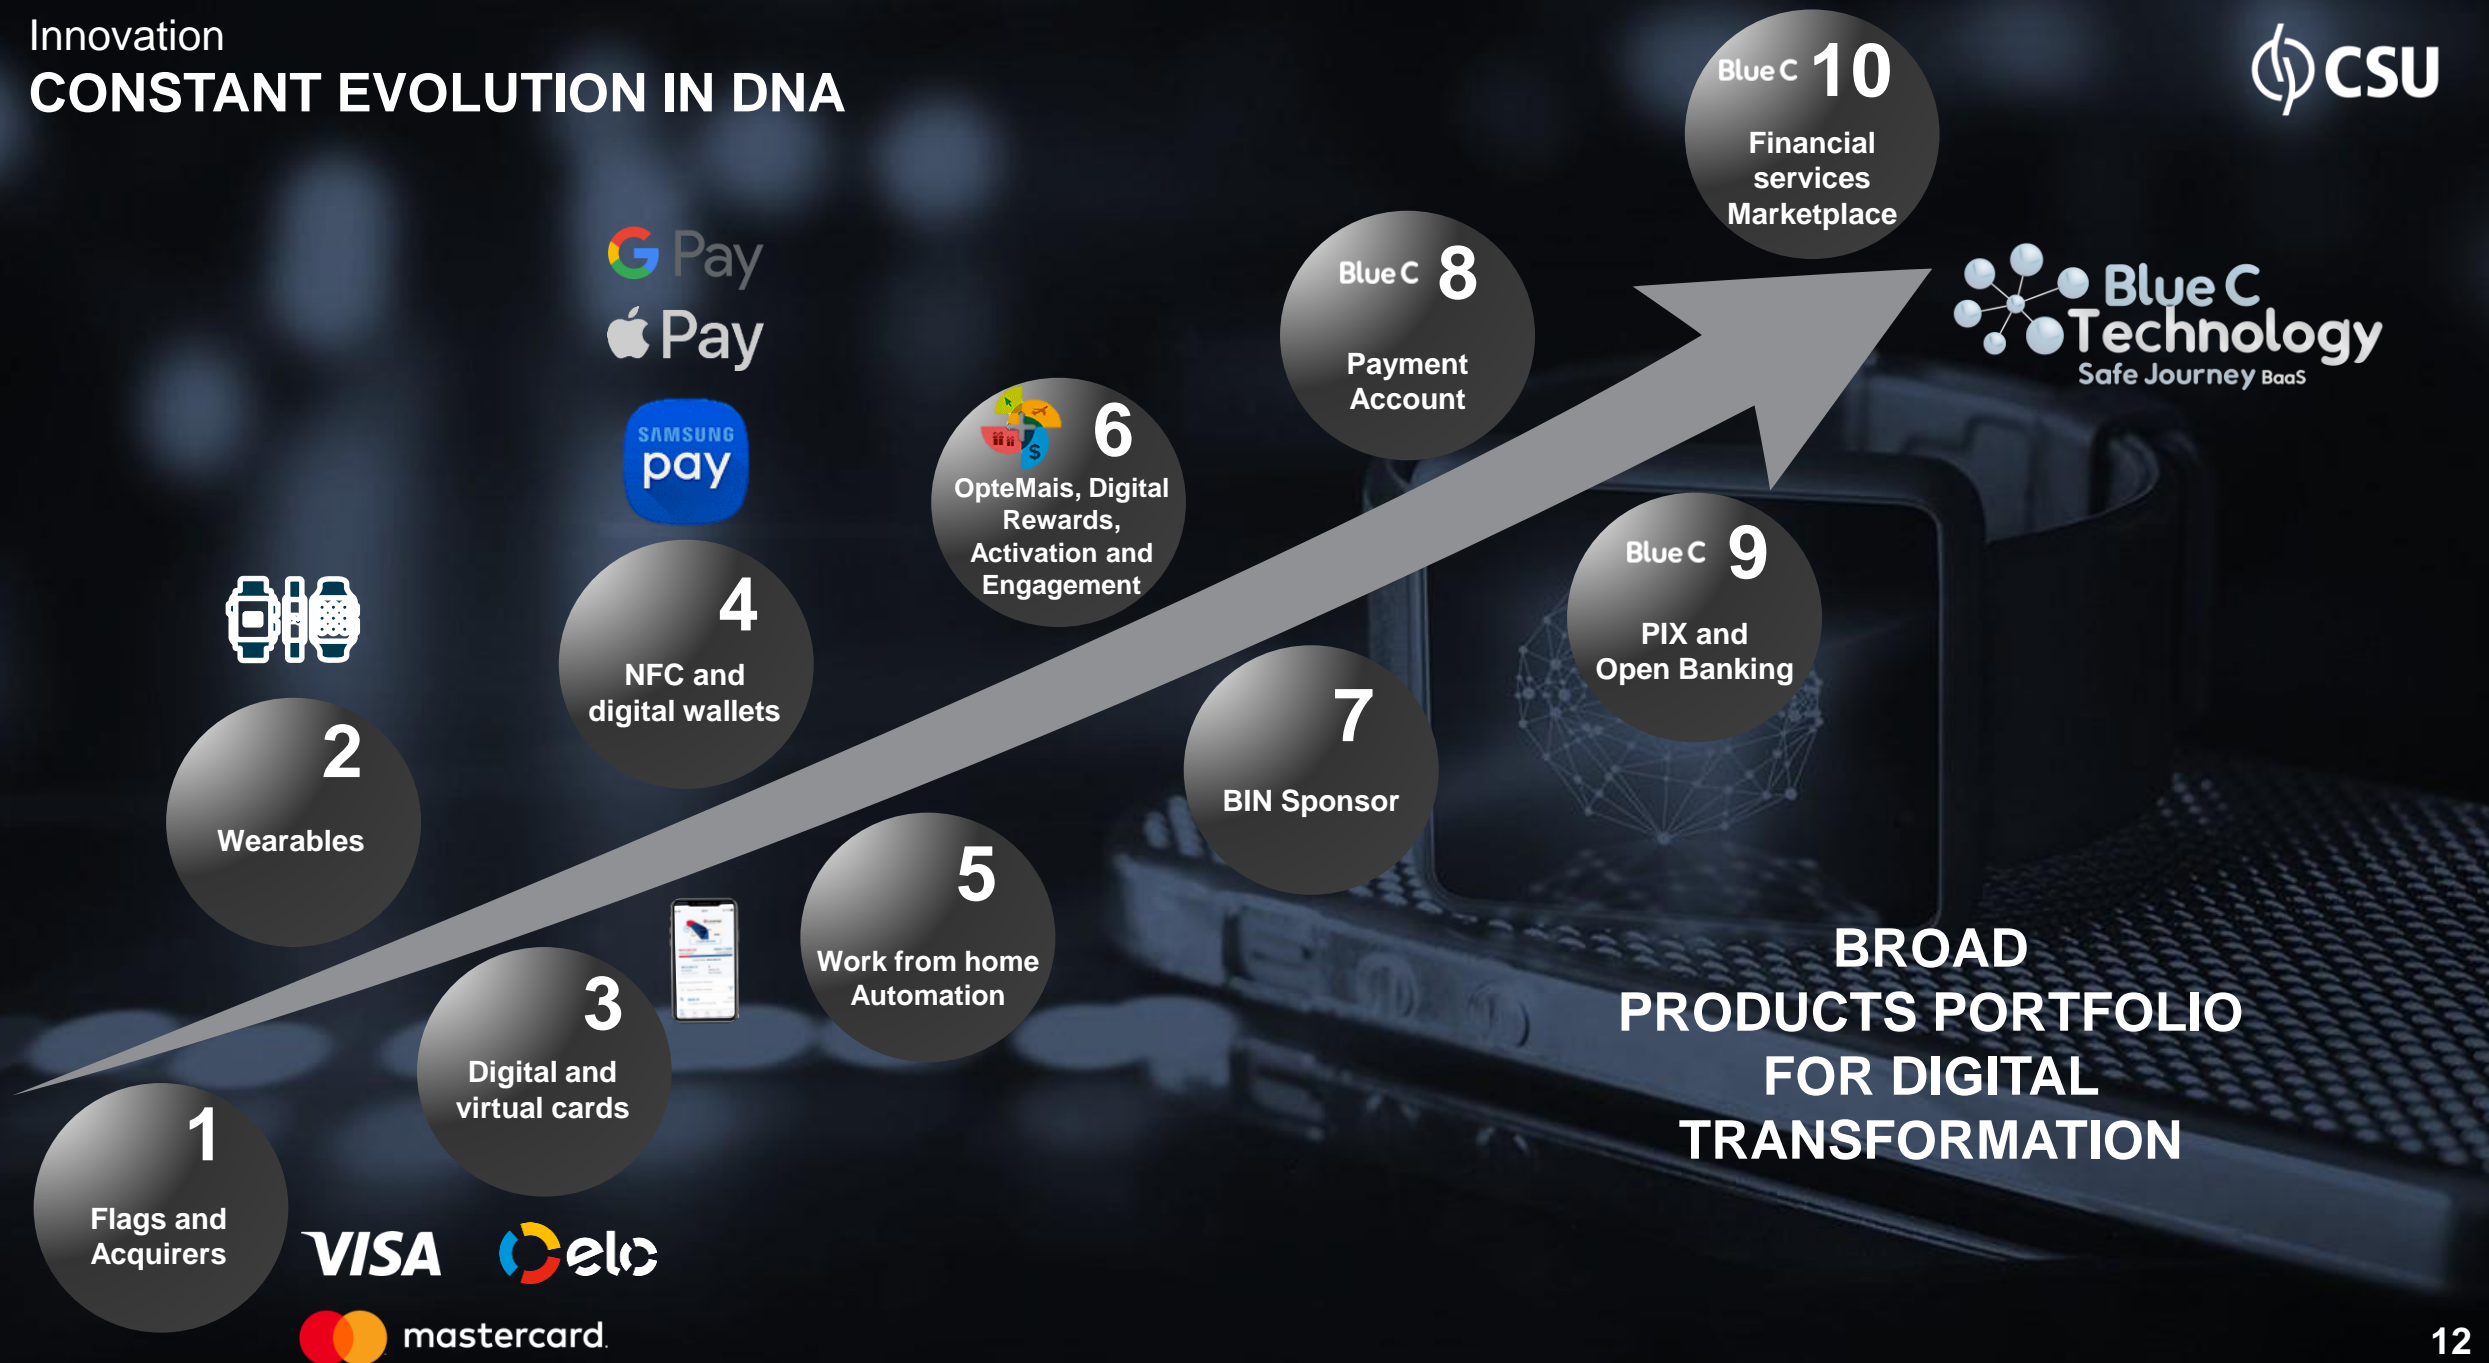 Innovation
CONSTANT EVOLUTION IN DNA
CSU
Blue C 10
Financial
services
Marketplace
Blue C
Technology
Safe Journey BaaS
G Pay
Pay
SAMSUNG
pay
Blue C 8
Payment
Account
6
OpteMais, Digital
Rewards,
Activation and
Engagement
$
Blue C 9
PIX and
Open Banking
4
NFC and
digital wallets
7
BIN Sponsor
2
Wearables
5
Work from home
Automation
3
Digital and
virtual cards
1
Flags and
Acquirers
VISA
elo
mastercard.
BROAD
PRODUCTS PORTFOLIO
FOR DIGITAL
TRANSFORMATION
12